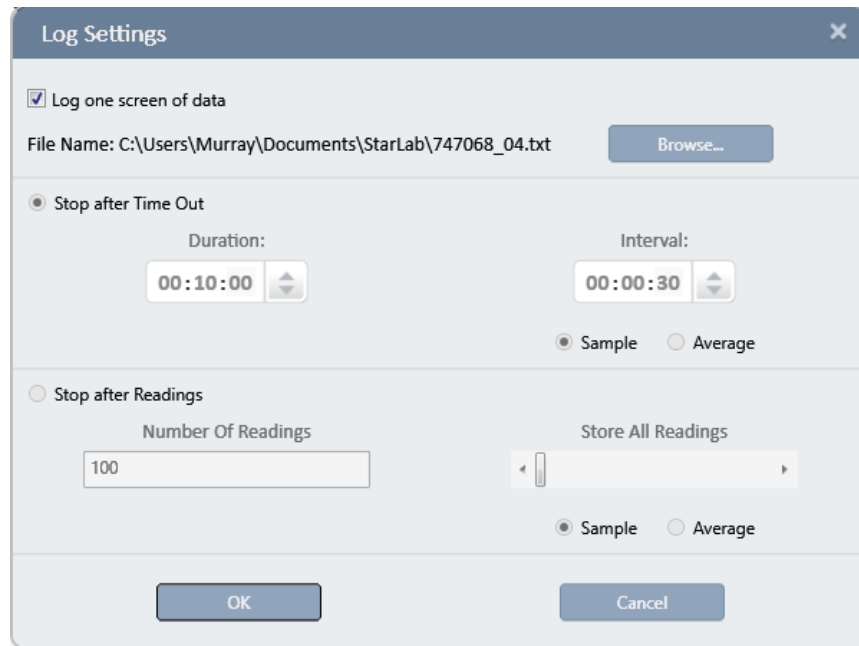 Log Settings
Log one screen of data
File Name: C:\Users\Murray\Documents\StarLab\747068_04.txt
Browse...
Stop after Time Out
Duration:
Interval:
00:10:00
00:00:30
Sample
Average
Stop after Readings
Number Of Readings
Store All Readings
100
Sample
Average
OK
Cancel